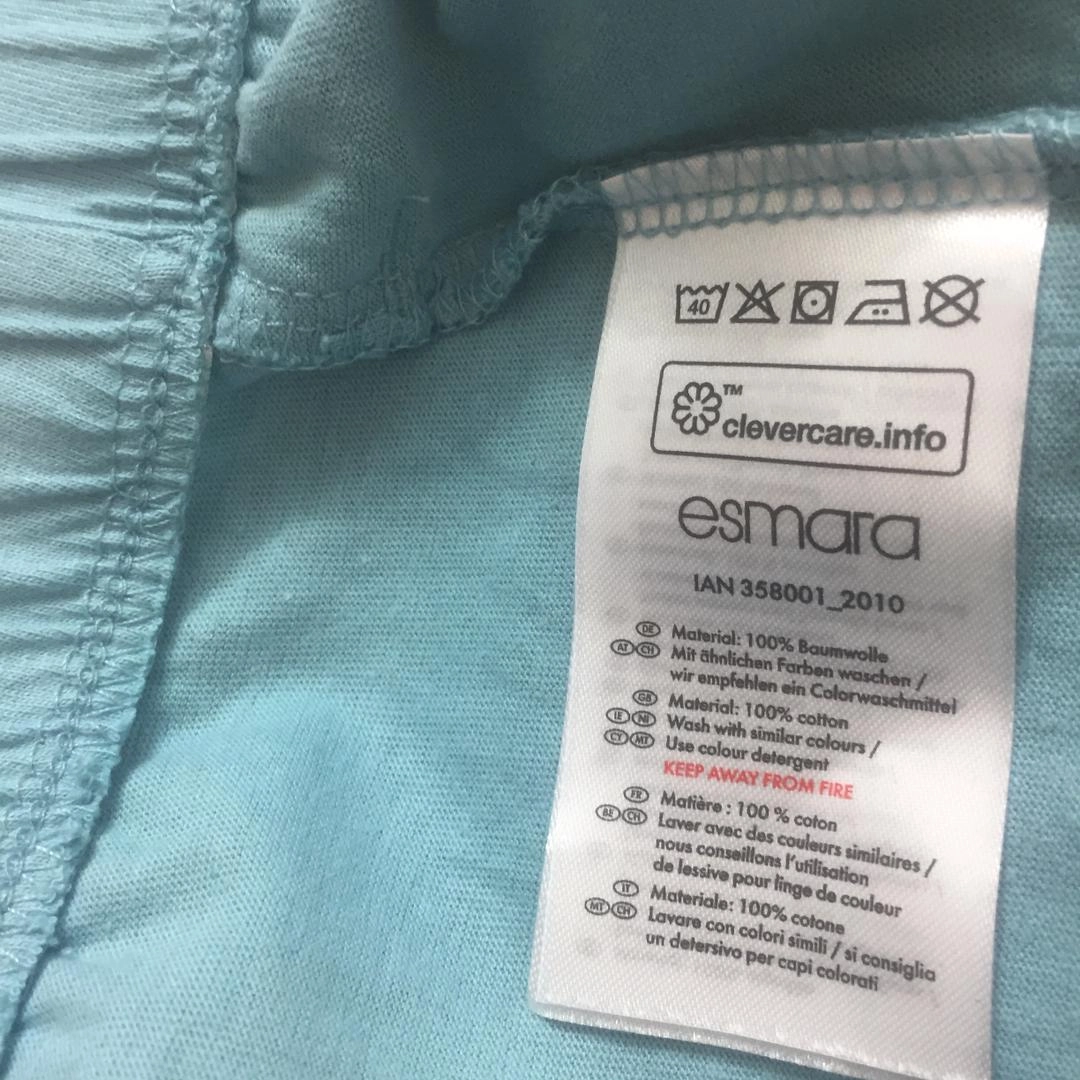 40
TM
clevercare.info
esmara
IAN 358001_2010
DE Material: 100% Baumwolle
AT CH Mit ähnlichen Farben waschen /
wir empfehlen ein Colorwaschmittel
GB Material: 100% cotton
IE NI Wash with similar colours /
CY MT Use colour detergent
KEEP AWAY FROM FIRE
FR Matière : 100 % coton
BE CH Laver avec des couleurs similaires /
nous conseillons l'utilisation
de lessive pour linge de couleur
IT Materiale: 100% cotone
MT CH Lavare con colori simili / si consiglia
un detersivo per capi colorati